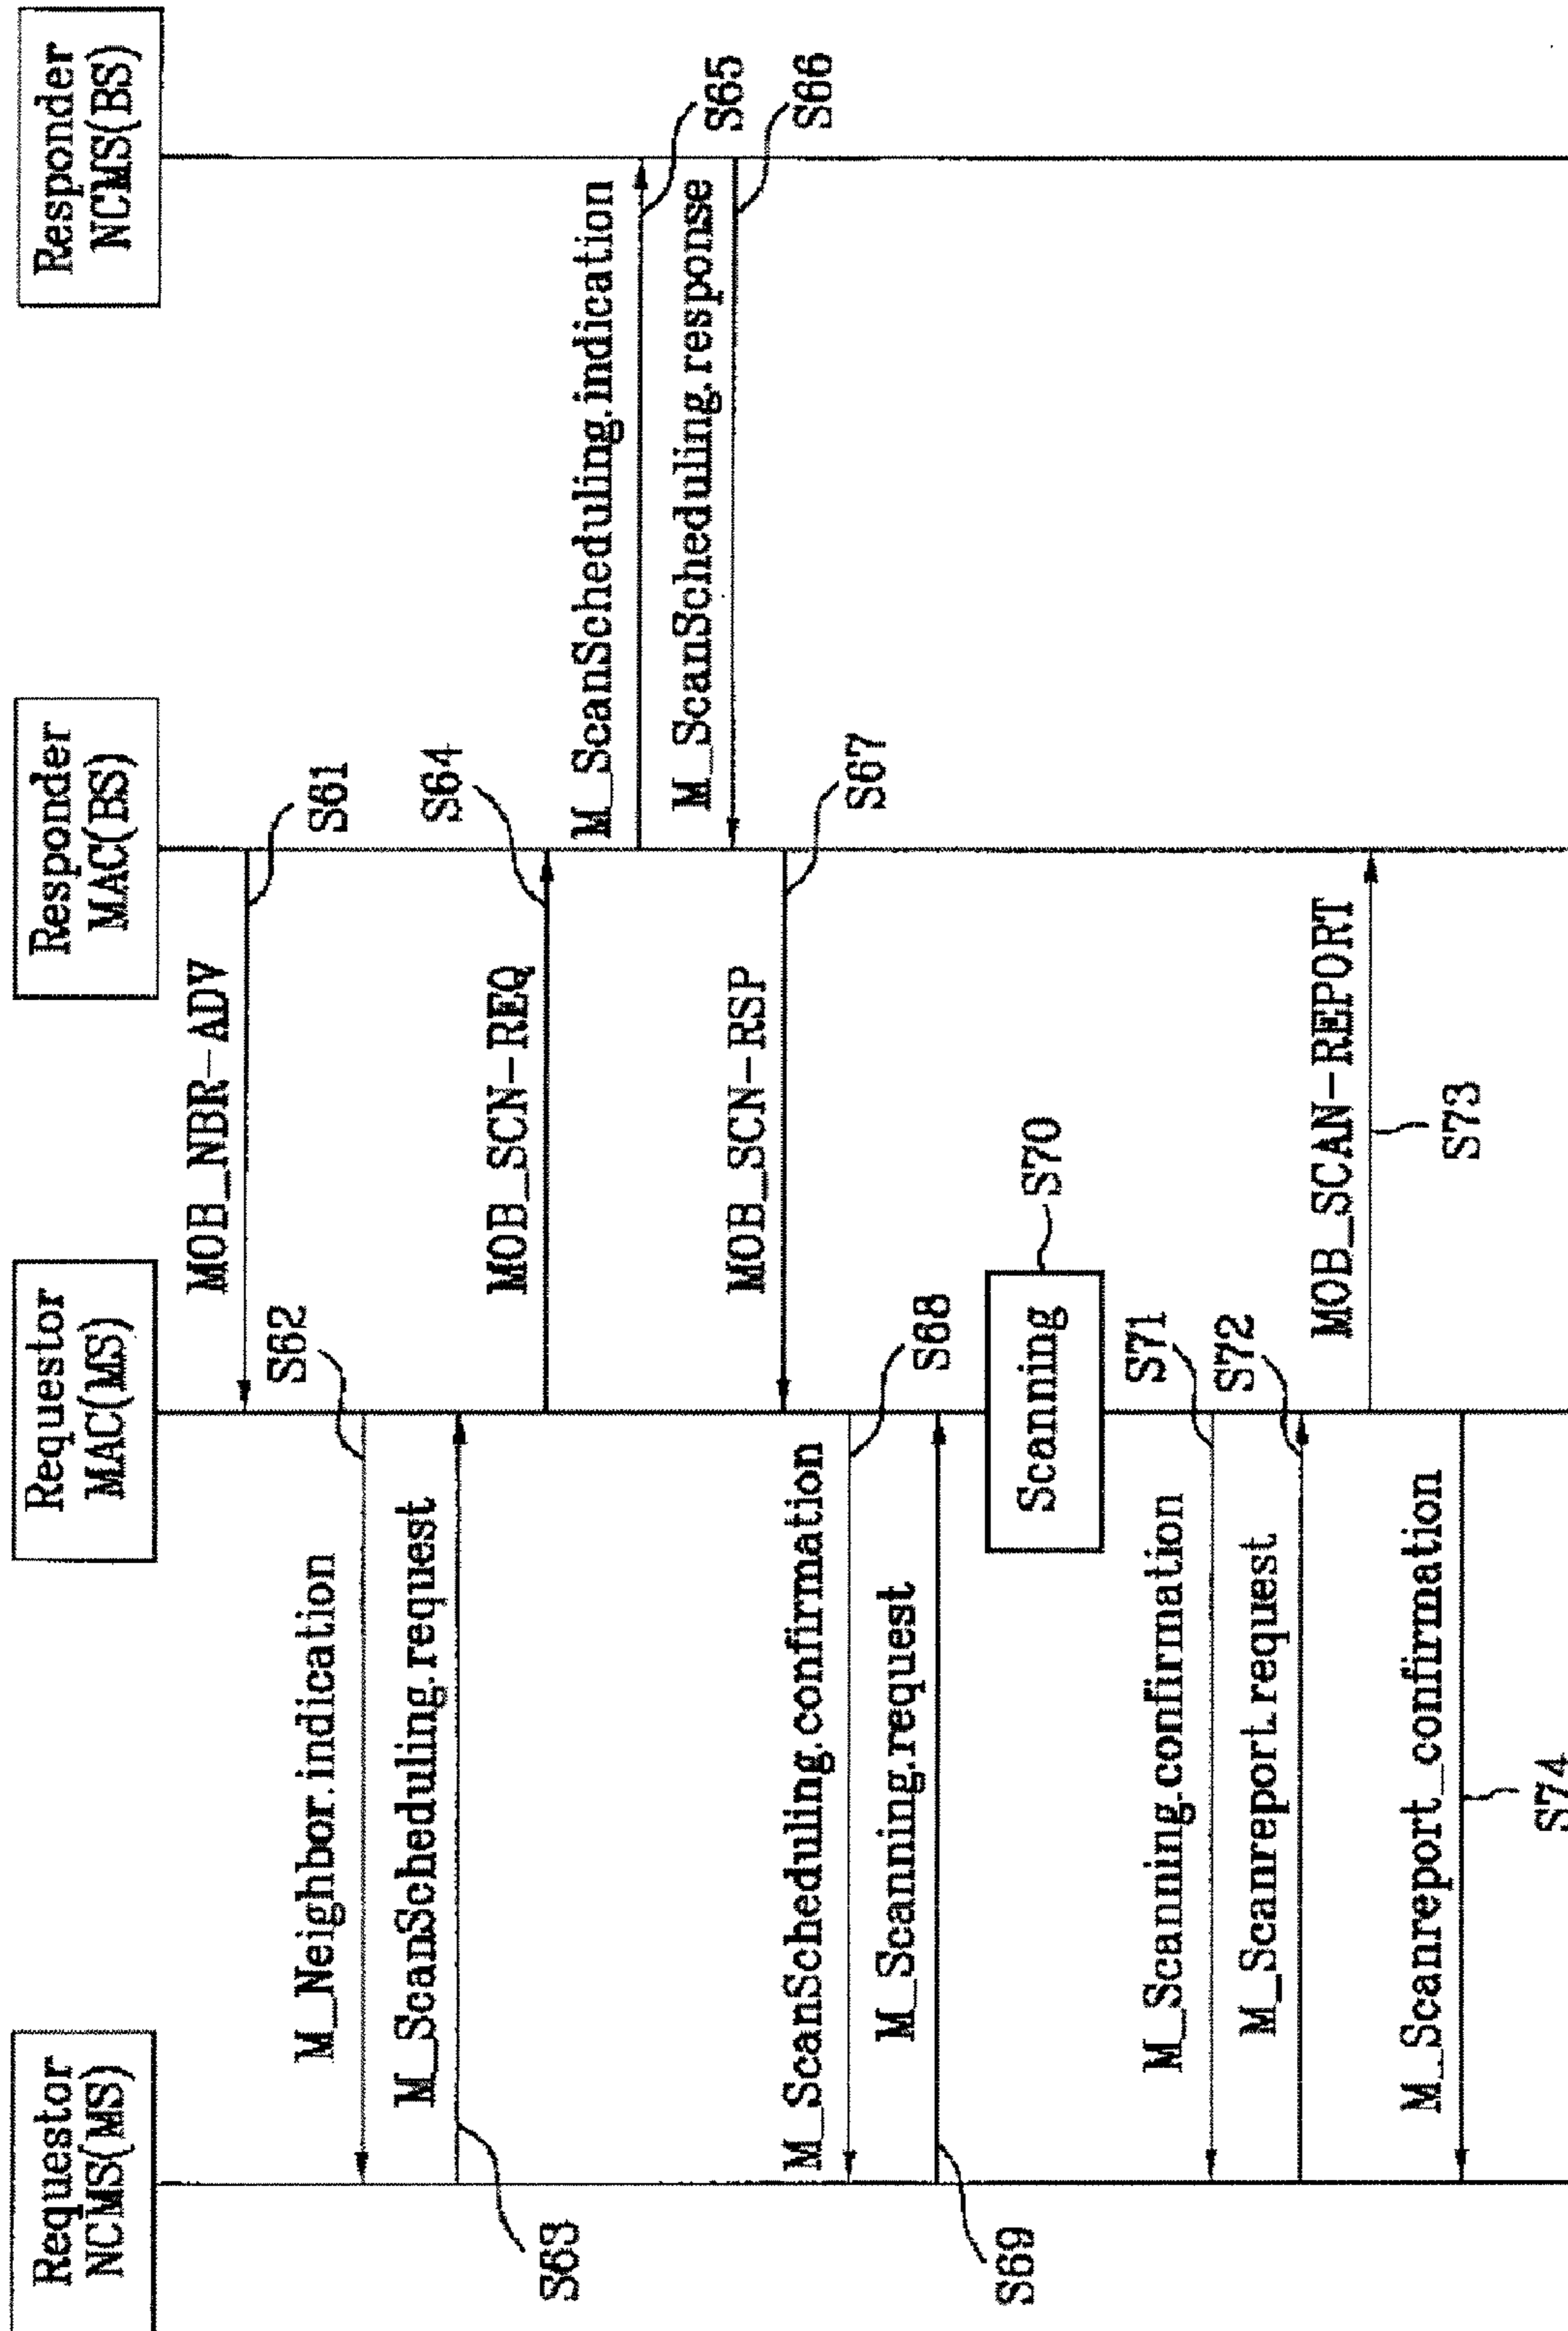 Requestor
NCMS(MS)
Requestor
MAC(MS)
Responder
MAC(BS)
Responder
NCMS(BS)
MOB_NBR-ADV
S61
M_Neighbor.indication
S62
M_ScanScheduling.request
S63
MOB_SCN-REQ
S64
M_ScanScheduling.indication
S65
M_ScanScheduling.response
S66
MOB_SCN-RSP
S67
M_ScanScheduling.confirmation
S68
M_Scanning.request
S69
Scanning
S70
M_Scanning.confirmation
S71
M_Scanreport.request
S72
MOB_SCAN-REPORT
S73
M_Scanreport_confirmation
S74